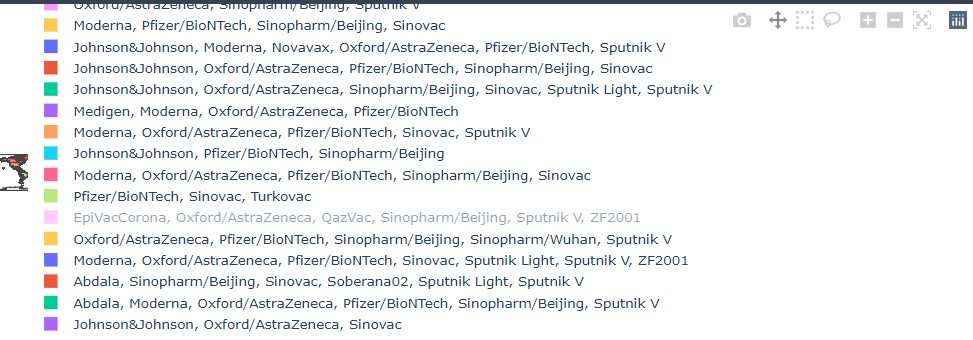 Oxford/AstraZeneca, Sinopharm/Beijing, Sputnik V
Moderna, Pfizer/BioNTech, Sinopharm/Beijing, Sinovac
Johnson&Johnson, Moderna, Novavax, Oxford/AstraZeneca, Pfizer/BioNTech, Sputnik V
Johnson&Johnson, Oxford/AstraZeneca, Pfizer/BioNTech, Sinopharm/Beijing, Sinovac
Johnson&Johnson, Oxford/AstraZeneca, Sinopharm/Beijing, Sinovac, Sputnik Light, Sputnik V
Medigen, Moderna, Oxford/AstraZeneca, Pfizer/BioNTech
Moderna, Oxford/AstraZeneca, Pfizer/BioNTech, Sinovac, Sputnik V
Johnson&Johnson, Pfizer/BioNTech, Sinopharm/Beijing
Moderna, Oxford/AstraZeneca, Pfizer/BioNTech, Sinopharm/Beijing, Sinovac
Pfizer/BioNTech, Sinovac, Turkovac
EpiVacCorona, Oxford/AstraZeneca, QazVac, Sinopharm/Beijing, Sputnik V, ZF2001
Oxford/AstraZeneca, Pfizer/BioNTech, Sinopharm/Beijing, Sinopharm/Wuhan, Sputnik V
Moderna, Oxford/AstraZeneca, Pfizer/BioNTech, Sinovac, Sputnik Light, Sputnik V, ZF2001
Abdala, Sinopharm/Beijing, Sinovac, Soberana02, Sputnik Light, Sputnik V
Abdala, Moderna, Oxford/AstraZeneca, Pfizer/BioNTech, Sinopharm/Beijing, Sputnik V
Johnson&Johnson, Oxford/AstraZeneca, Sinovac